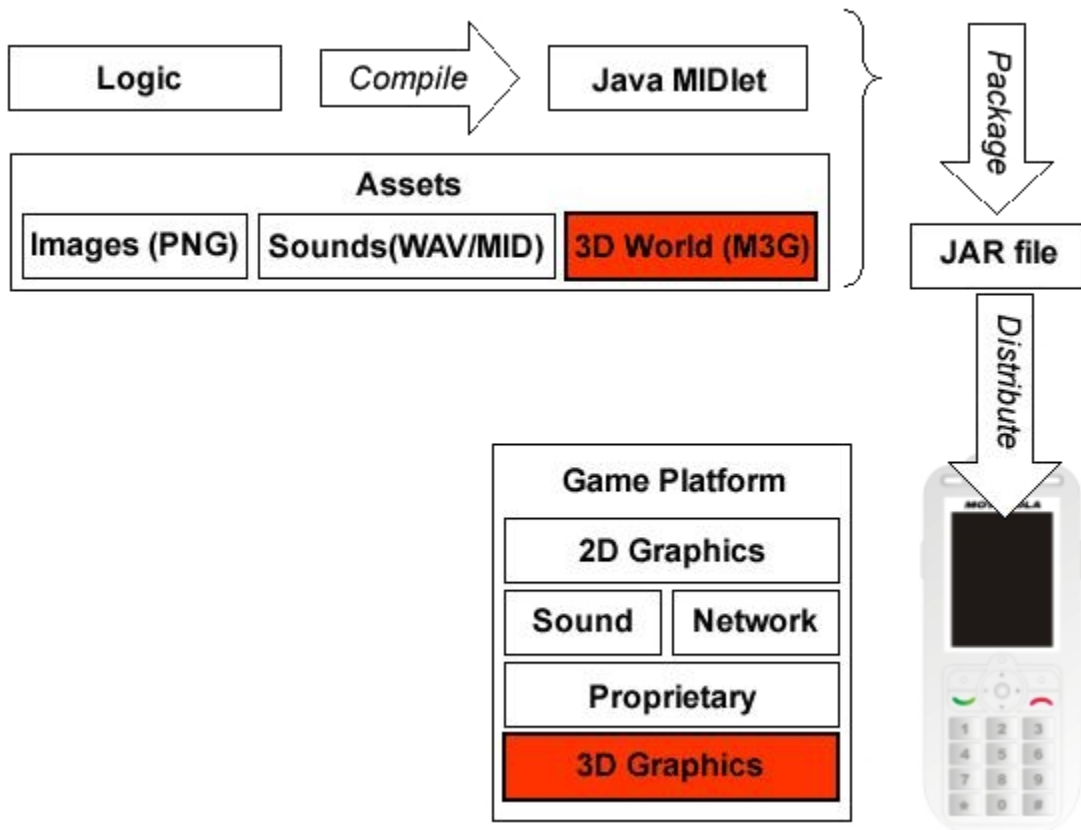 Logic
Compile
Java MIDlet
Package
Assets
Images (PNG)
Sounds(WAV/MID)
3D World (M3G)
JAR file
Distribute
Game Platform
2D Graphics
Sound
Network
Proprietary
3D Graphics
MOTOROLA
1 2 3
4 5 6
7 8 9
* 0 #